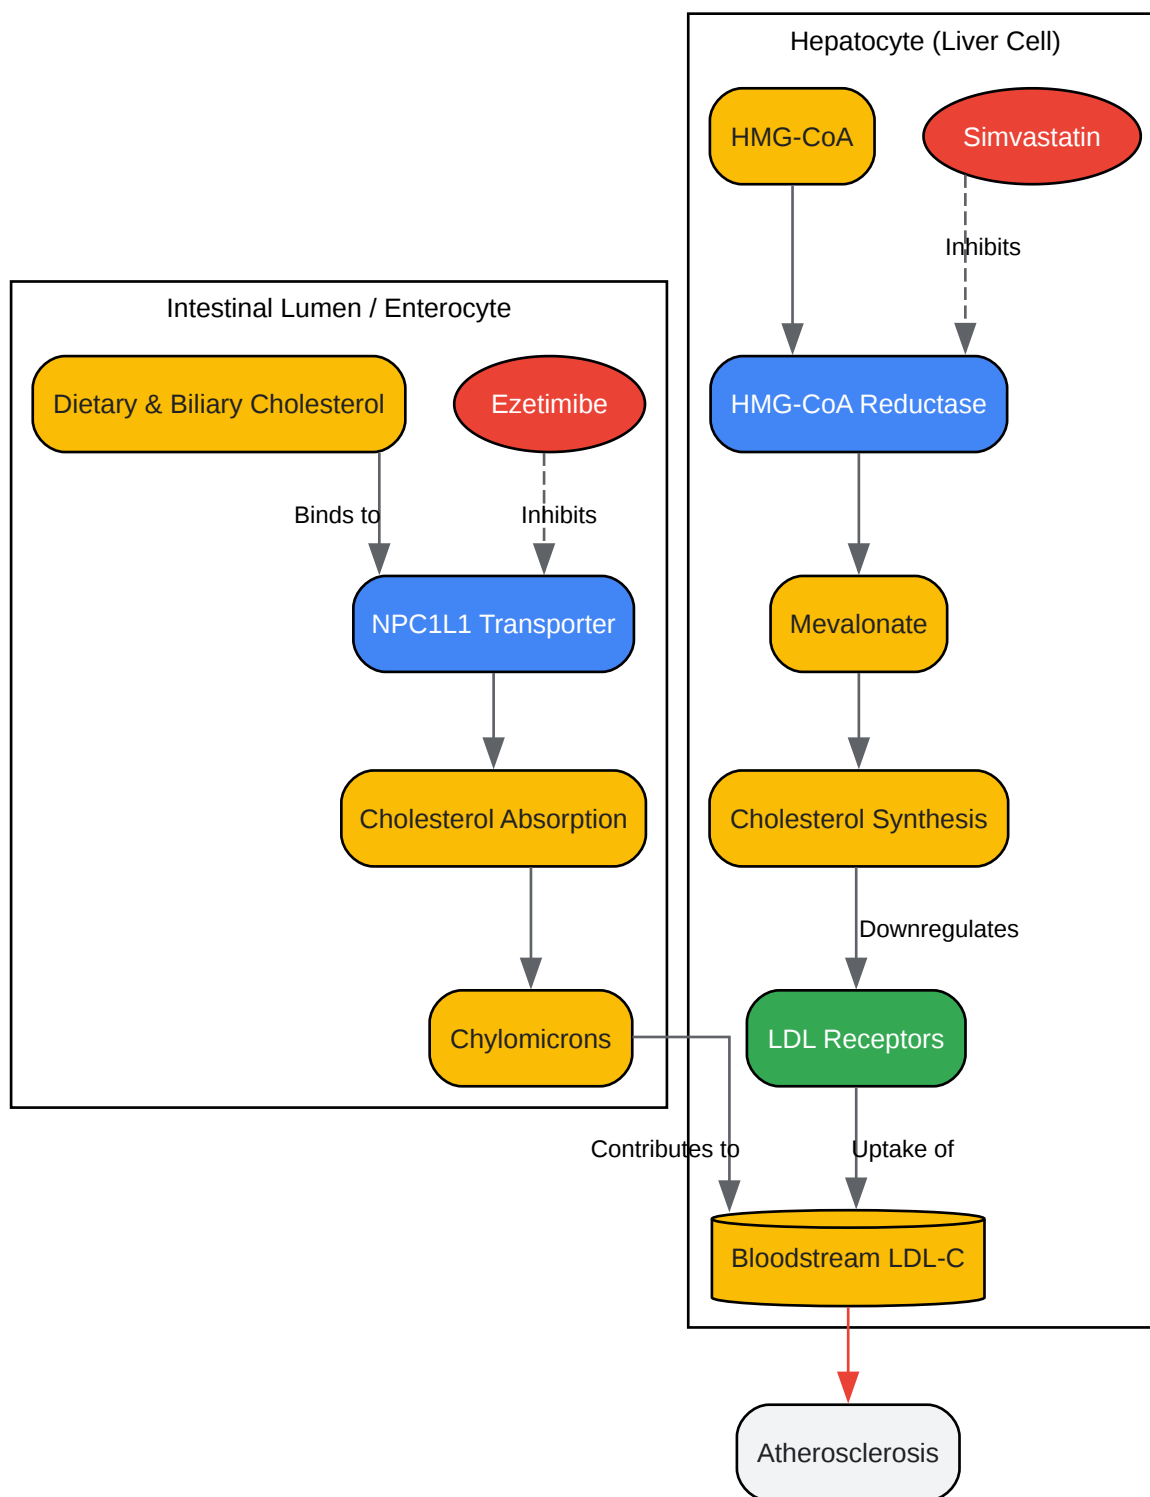 Hepatocyte (Liver Cell)
HMG-CoA
Simvastatin
Inhibits
Intestinal Lumen / Enterocyte
Dietary & Biliary Cholesterol
Ezetimibe
HMG-CoA Reductase
Binds to
Inhibits
NPC1L1 Transporter
Mevalonate
Cholesterol Absorption
Cholesterol Synthesis
Downregulates
Chylomicrons
LDL Receptors
Contributes to
Uptake of
Bloodstream LDL-C
Atherosclerosis